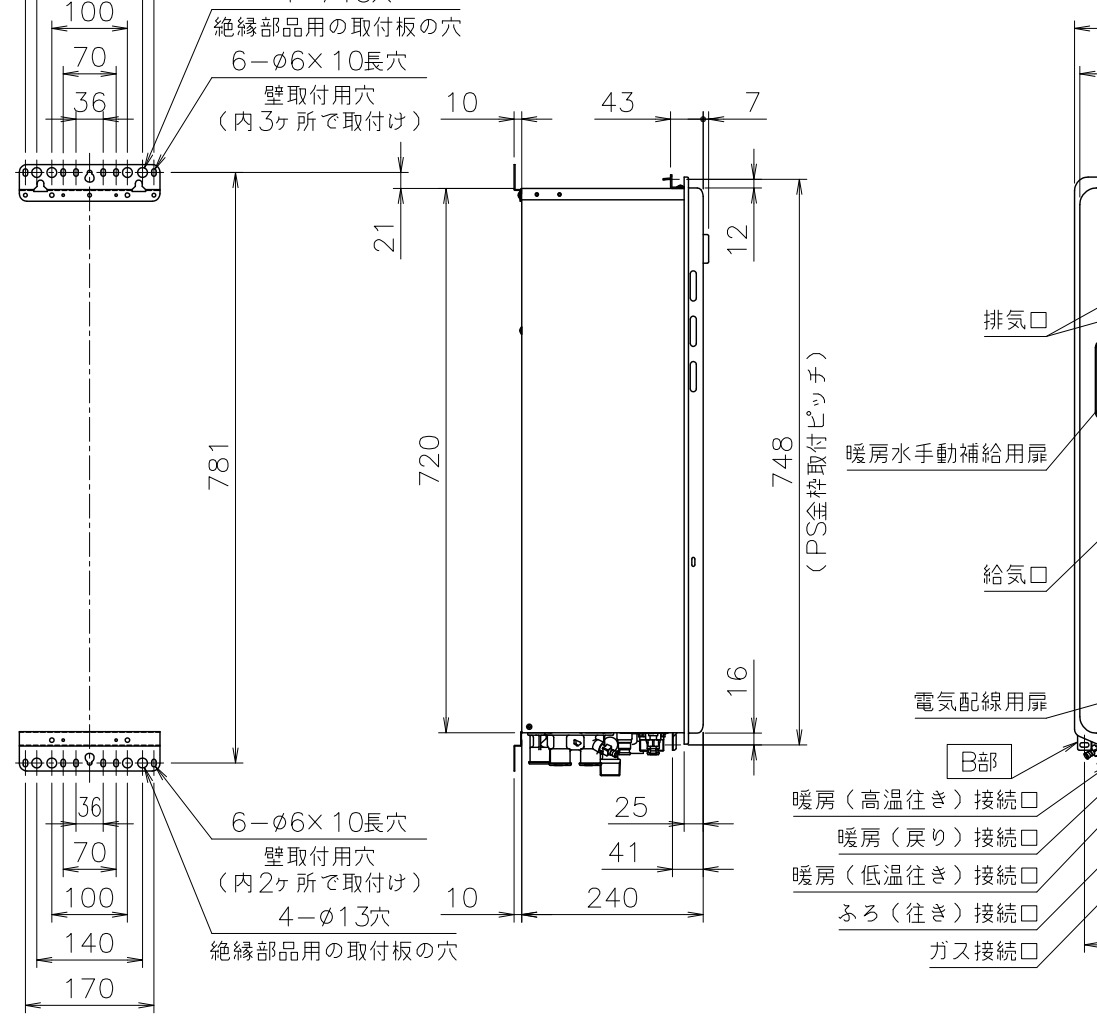 100
絶縁部品用の取付板の穴
70
6-φ6×10長穴
36
壁取付用穴
(内3ヶ所で取付け)
10
43
7
21
12
排気口
781
720
748
(PS金枠取付ピッチ)
暖房水手動補給用扉
給気口
16
電気配線用扉
B部
36
6-φ6×10長穴
25
暖房(高温往き)接続口
暖房(戻り)接続口
70
壁取付用穴
(内2ヶ所で取付け)
41
暖房(低温往き)接続口
100
4-φ13穴
10
240
ふろ(往き)接続口
140
絶縁部品用の取付板の穴
ガス接続口
170